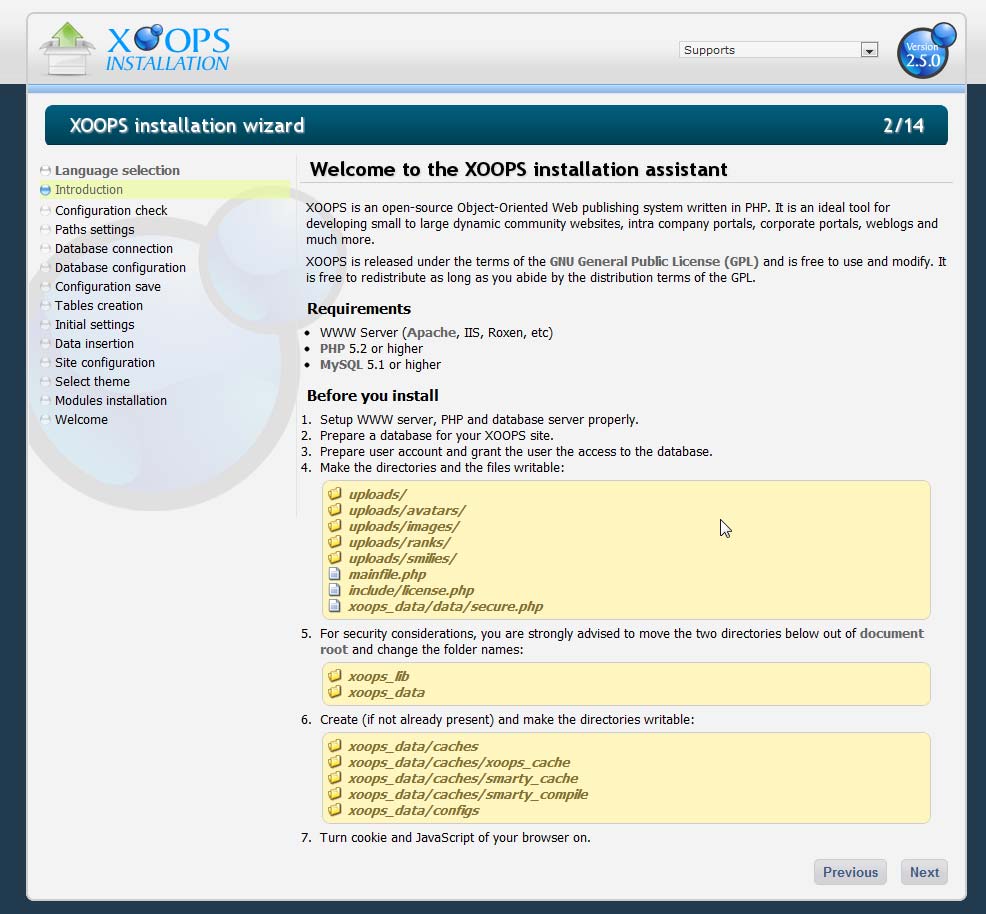 XOOPS
INSTALLATION
Supports
Version
2.5.0
XOOPS installation wizard
2/14
Language selection
Introduction
Configuration check
Paths settings
Database connection
Database configuration
Configuration save
Tables creation
Initial settings
Data insertion
Site configuration
Select theme
Modules installation
Welcome
Welcome to the XOOPS installation assistant
XOOPS is an open-source Object-Oriented Web publishing system written in PHP. It is an ideal tool for
developing small to large dynamic community websites, intra company portals, corporate portals, weblogs and
much more.
XOOPS is released under the terms of the GNU General Public License (GPL) and is free to use and modify. It
is free to redistribute as long as you abide by the distribution terms of the GPL.
Requirements
• WWW Server (Apache, IIS, Roxen, etc)
• PHP 5.2 or higher
• MySQL 5.1 or higher
Before you install
1. Setup WWW server, PHP and database server properly.
2. Prepare a database for your XOOPS site.
3. Prepare user account and grant the user the access to the database.
4. Make the directories and the files writable:
uploads/
uploads/avatars/
uploads/images/
uploads/ranks/
uploads/smilies/
mainfile.php
include/license.php
xoops_data/data/secure.php
5. For security considerations, you are strongly advised to move the two directories below out of document
root and change the folder names:
xoops_lib
xoops_data
6. Create (if not already present) and make the directories writable:
xoops_data/caches
xoops_data/caches/xoops_cache
xoops_data/caches/smarty_cache
xoops_data/caches/smarty_compile
xoops_data/configs
7. Turn cookie and JavaScript of your browser on.
Previous
Next